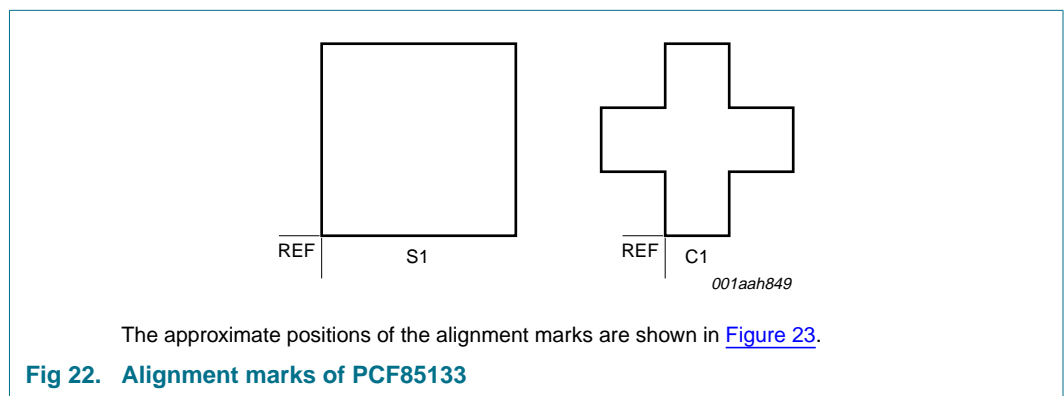 REF
S1
REF
C1
001aah849
The approximate positions of the alignment marks are shown in Figure 23.
Fig 22. Alignment marks of PCF85133